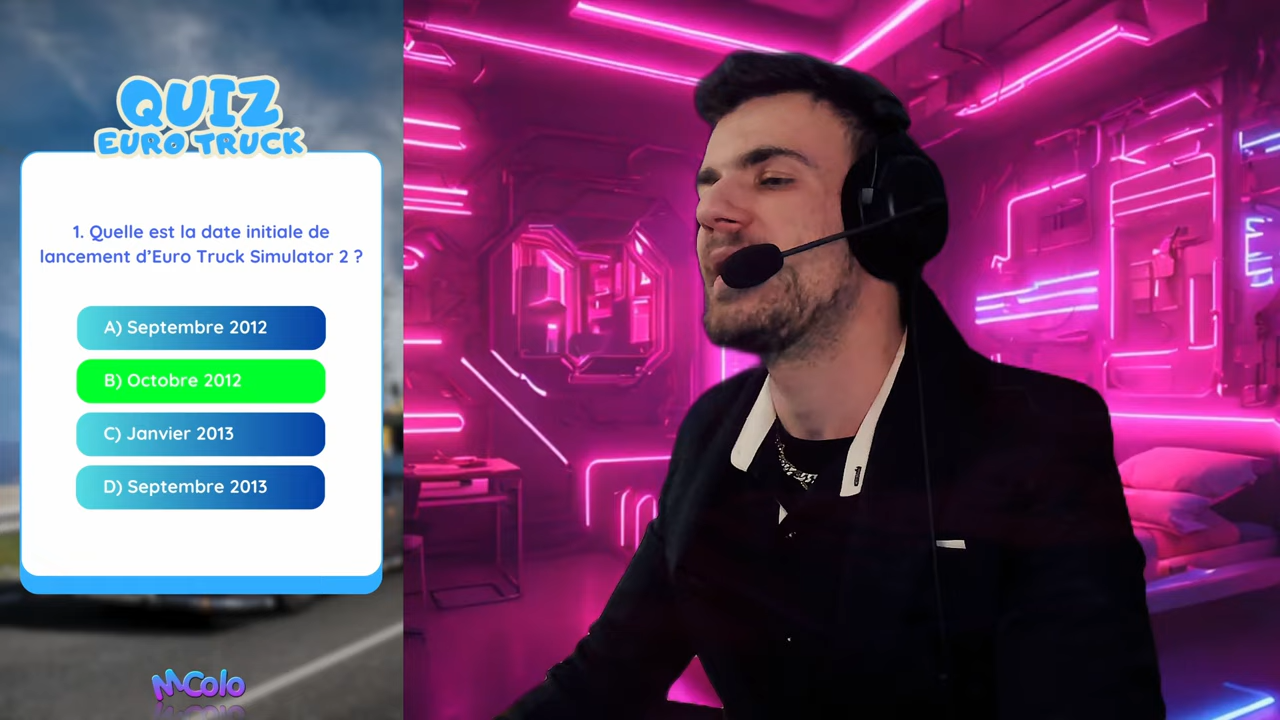 QUIZ
EURO TRUCK
1. Quelle est la date initiale de
lancement d'Euro Truck Simulator 2 ?
A) Septembre 2012
B) Octobre 2012
C) Janvier 2013
D) Septembre 2013
MColo